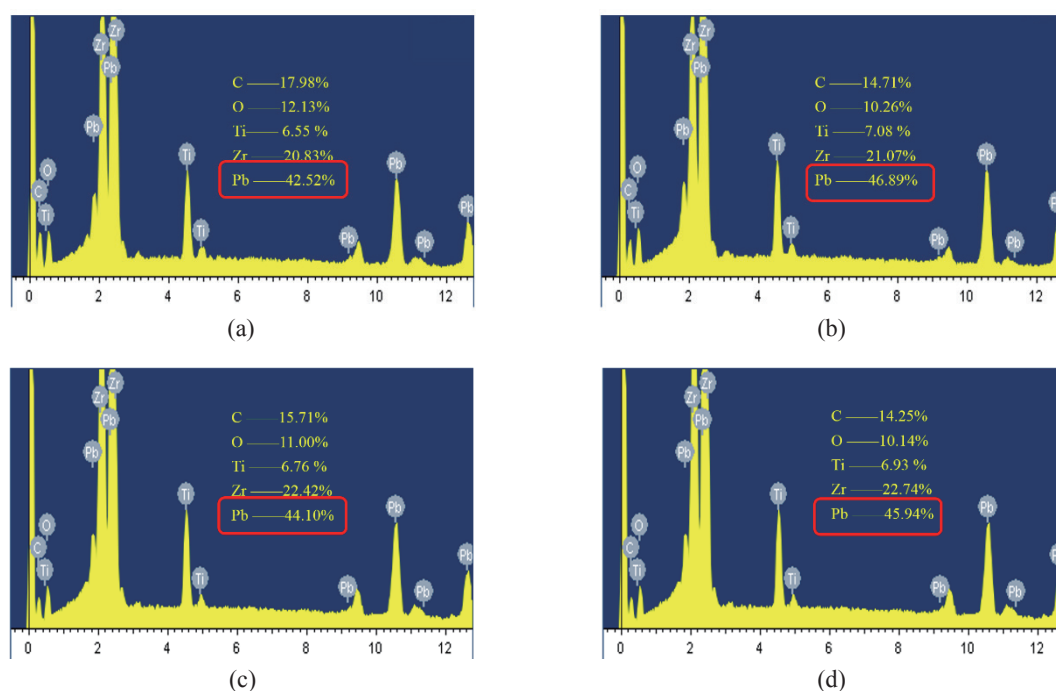 Zr Zr
Pb
Pb
C ——17.98%
O ——12.13%
Ti——6.55 %
Zr——20.83%
Pb ——42.52%
O
C
Ti
Ti
Ti
Pb
Pb
Pb
Pb
0 2 4 6 8 10 12
(a)
Zr Zr
Pb
Pb
C ——14.71%
O ——10.26%
Ti——7.08 %
Zr——21.07%
Pb ——46.89%
O
C
Ti
Ti
Ti
Pb
Pb
Pb
0 2 4 6 8 10 12
(b)
Zr Zr
Pb
Pb
C ——15.71%
O ——11.00%
Ti——6.76 %
Zr——22.42%
Pb ——44.10%
O
C
Ti
Ti
Ti
Pb
Pb
Pb
Pb
0 2 4 6 8 10 12
(c)
Zr Zr
Pb
Pb
C ——14.25%
O ——10.14%
Ti——6.93 %
Zr——22.74%
Pb ——45.94%
O
C
Ti
Ti
Ti
Pb
Pb
Pb
0 2 4 6 8 10 12
(d)